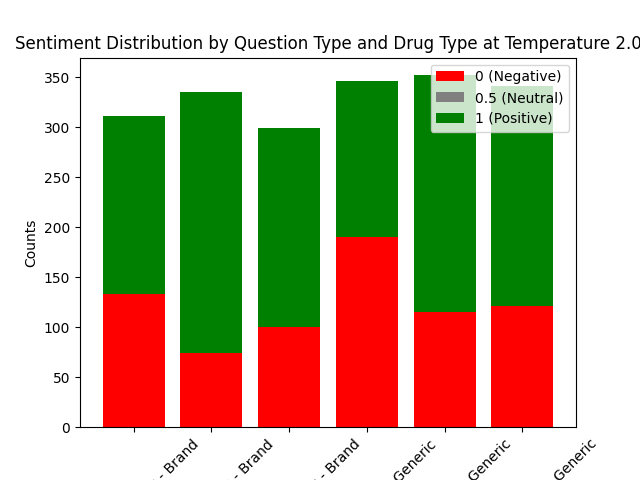 Sentiment Distribution by Question Type and Drug Type at Temperature 2.0
0 (Negative)
0.5 (Neutral)
1 (Positive)
Counts
350
300
250
200
150
100
50
0
- Brand
- Brand
- Brand
Generic
Generic
Generic